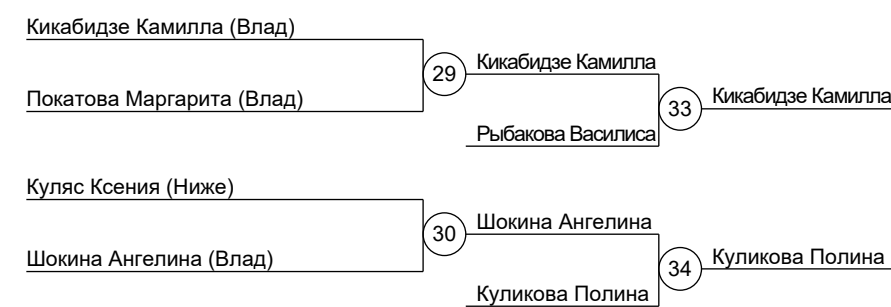 Кикабидзе Камилла (Влад)
29
Кикабидзе Камилла
Покатова Маргарита (Влад)
33
Кикабидзе Камилла
Рыбакова Василиса
Куляс Ксения (Ниже)
30
Шокина Ангелина
Шокина Ангелина (Влад)
34
Куликова Полина
Куликова Полина